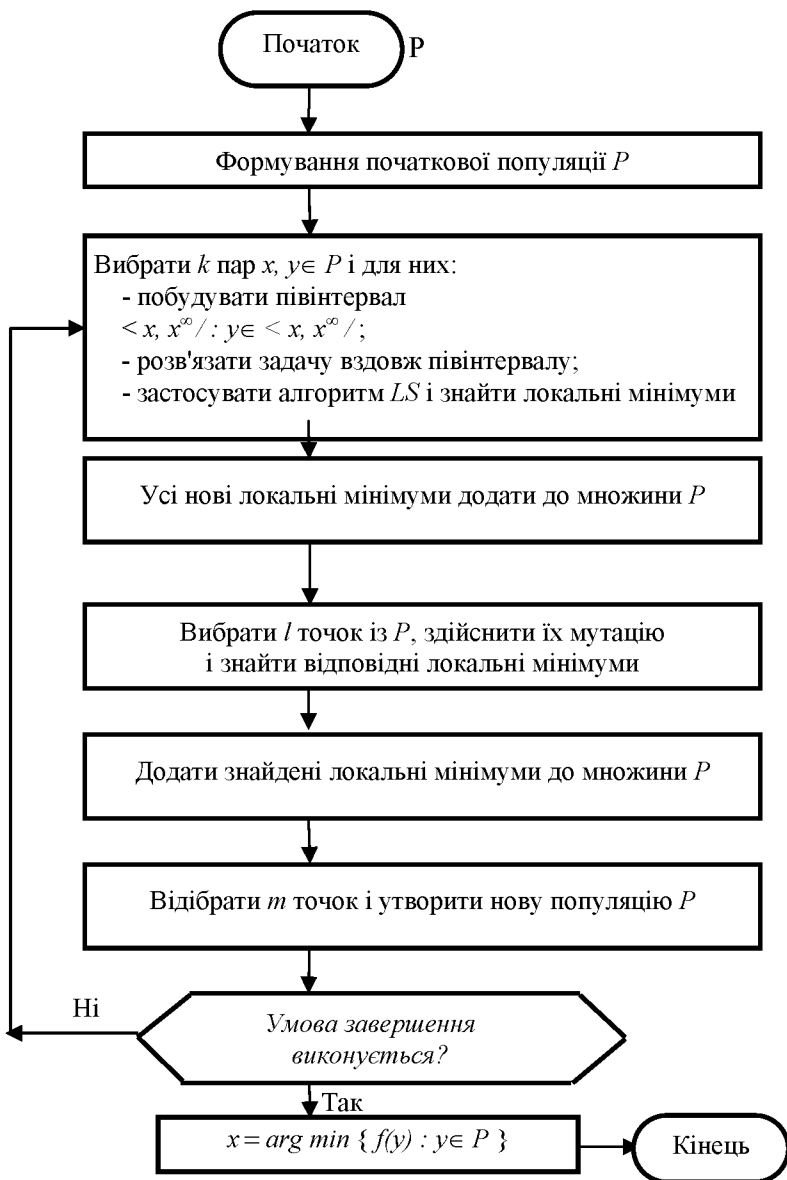 Початок
P
Формування початкової популяції P
Вибрати k пар x, y∈ P і для них:
- побудувати півінтервал
< x, x^∞ / : y∈ < x, x^∞ / ;
- розв'язати задачу вздовж півінтервалу;
- застосувати алгоритм LS і знайти локальні мінімуми
Усі нові локальні мінімуми додати до множини P
Вибрати l точок із P, здійснити їх мутацію
і знайти відповідні локальні мінімуми
Додати знайдені локальні мінімуми до множини P
Відібрати m точок і утворити нову популяцію P
Ні
Умова завершення
виконується?
Так
x = arg min { f(y) : y∈ P }
Кінець